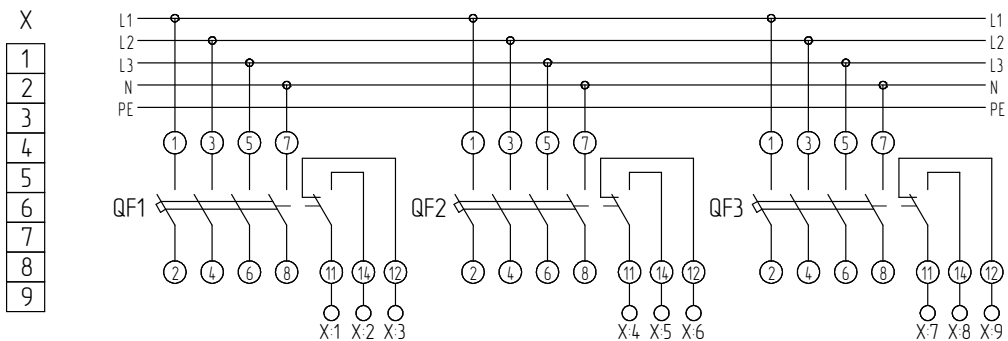 X
1
2
3
4
5
6
7
8
9
L1 L1
L2 L2
L3 L3
N N
PE PE
1 3 5 7 1 3 5 7 1 3 5 7
QF1 QF2 QF3
2 4 6 8 11 14 12 2 4 6 8 11 14 12 2 4 6 8 11 14 12
X:1 X:2 X:3 X:4 X:5 X:6 X:7 X:8 X:9